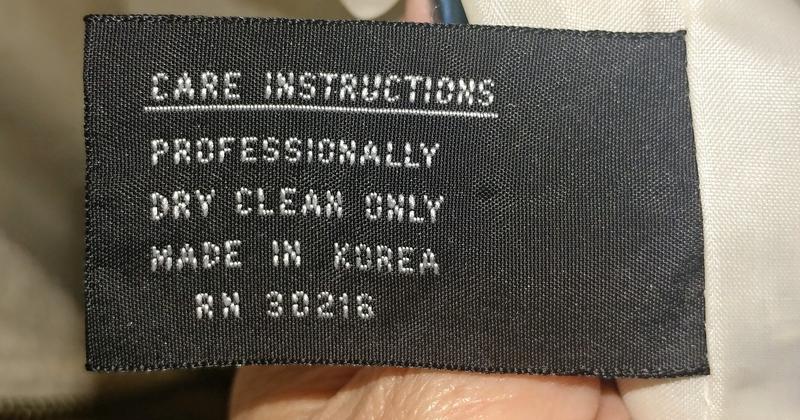 CARE INSTRUCTIONS
PROFESSIONALLY
DRY CLEAN ONLY
MADE IN KOREA
RN 30216